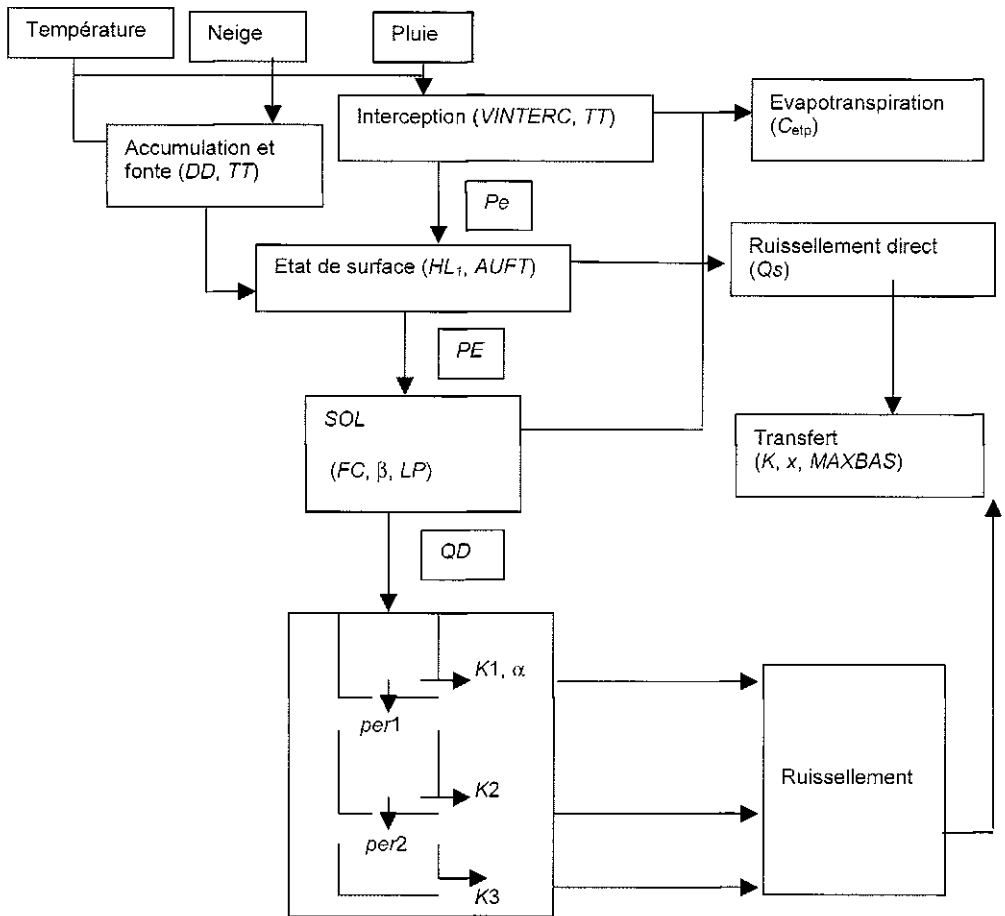 Température
Neige
Pluie
Interception (VINTERC, TT)
Evapotranspiration
(Cetp)
Accumulation et
fonte (DD, TT)
Pe
Etat de surface (HL1, AUFT)
Ruissellement direct
(Qs)
PE
SOL
(FC, β, LP)
Transfert
(K, x, MAXBAS)
QD
K1, α
per1
K2
per2
K3
Ruissellement